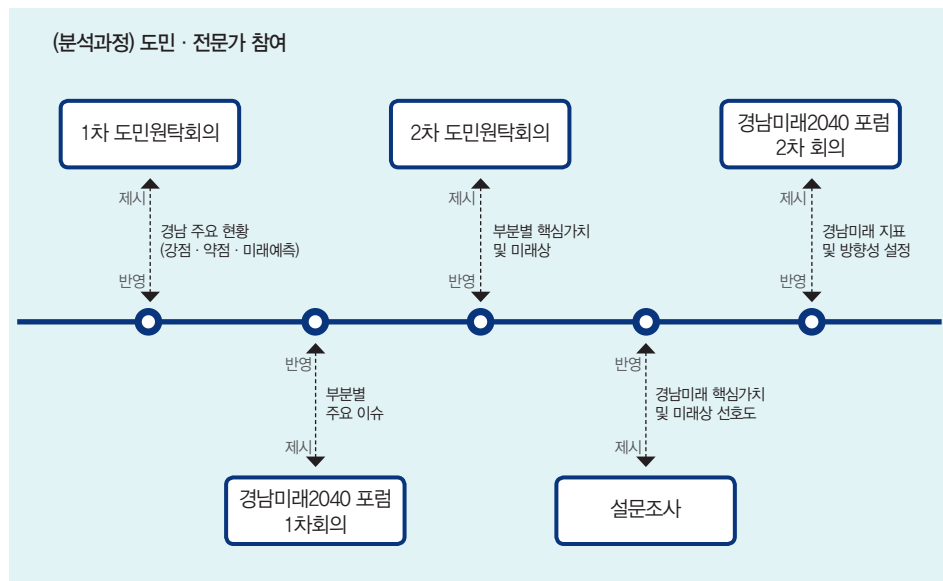 (분석과정) 도민 · 전문가 참여
1차 도민원탁회의
2차 도민원탁회의
경남미래2040 포럼
2차 회의
제시
경남 주요 현황
(강점 · 약점 · 미래예측)
반영
제시
부분별 핵심가치
및 미래상
반영
제시
경남미래 지표
및 방향성 설정
반영
반영
부분별
주요 이슈
제시
반영
경남미래 핵심가치
및 미래상 선호도
제시
경남미래2040 포럼
1차회의
설문조사